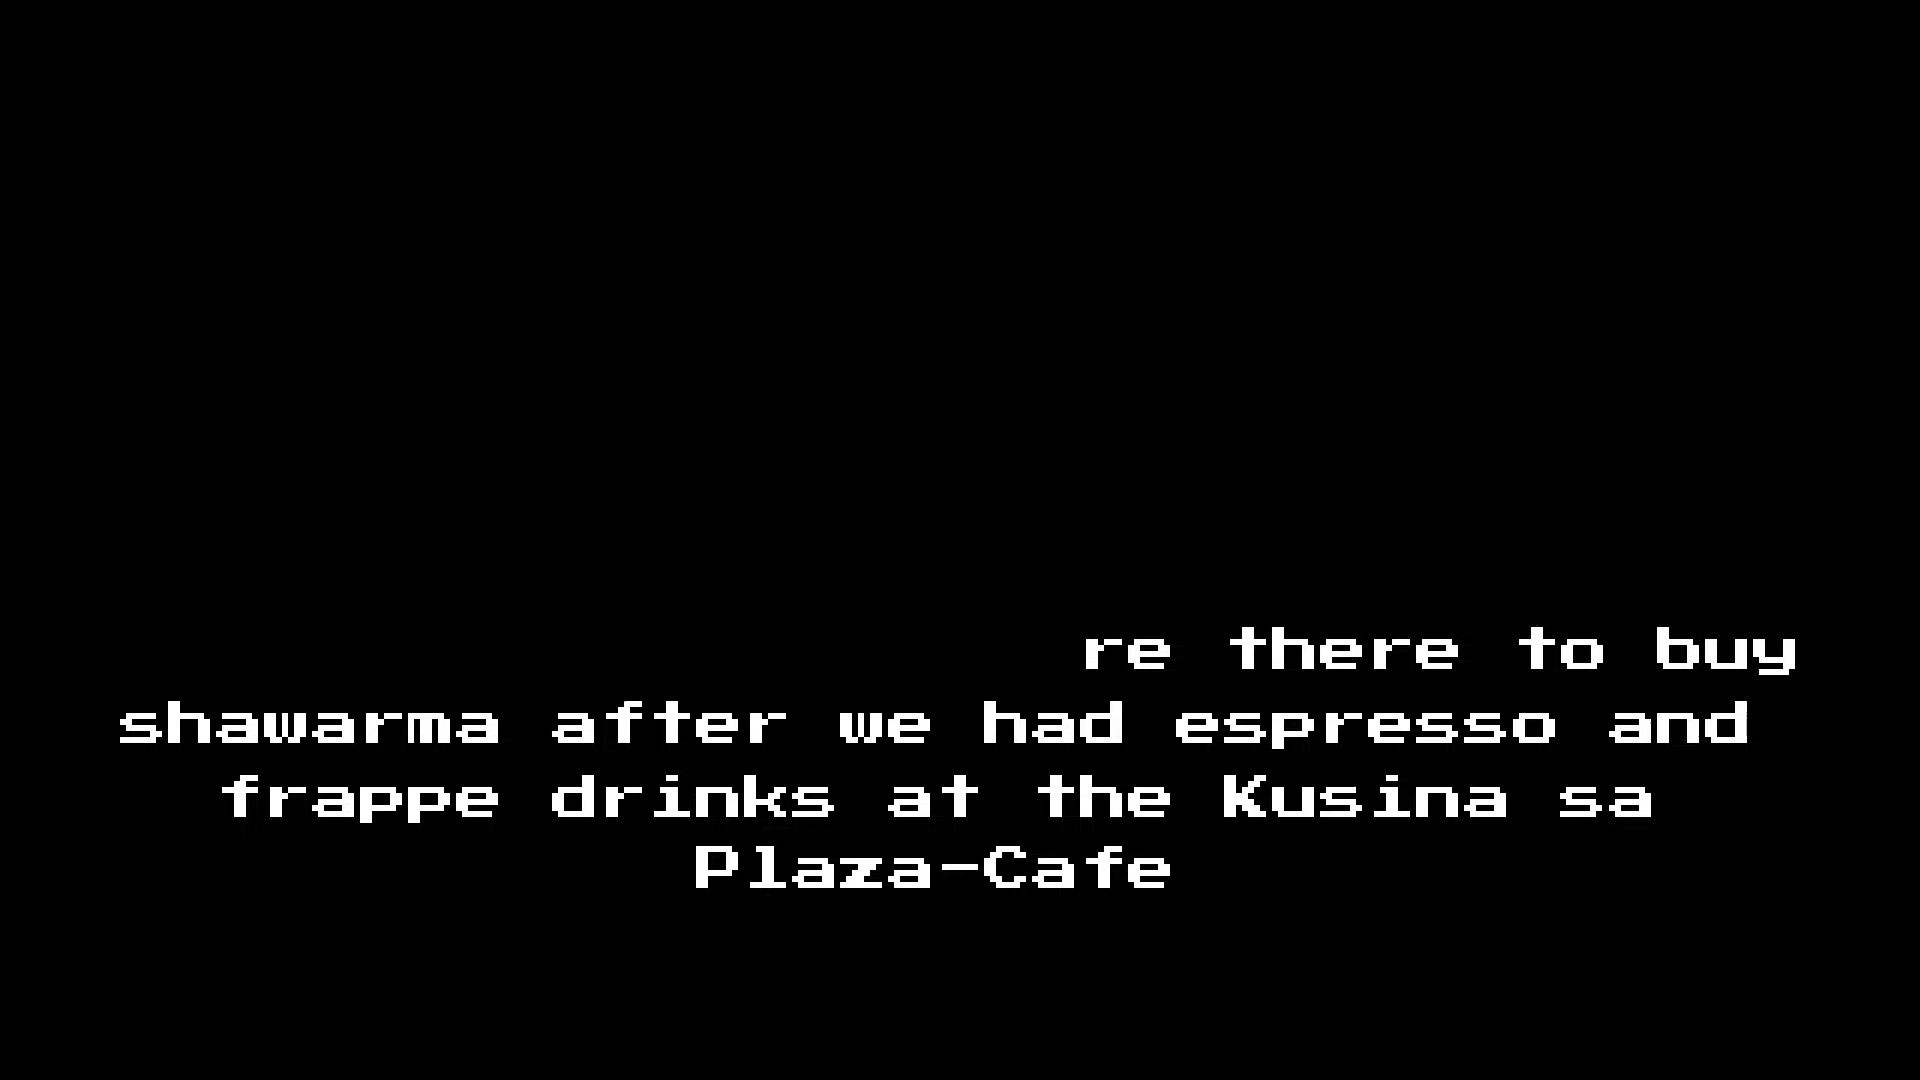 re there to buy
shawarma after we had espresso and
frappe drinks at the Kusina sa
Plaza-Cafe